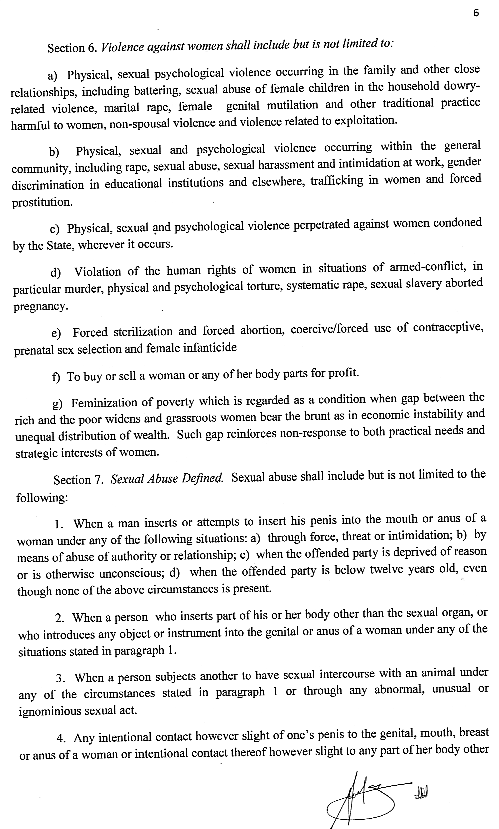 6
Section 6. Violence against women shall include but is not limited to:
a) Physical, sexual psychological violence occurring in the family and other close
relationships, including battering, sexual abuse of female children in the household dowry-
related violence, marital rape, female genital mutilation and other traditional practice
harmful to women, non-spousal violence and violence related to exploitation.
b) Physical, sexual and psychological violence occurring within the general
community, including rape, sexual abuse, sexual harassment and intimidation at work, gender
discrimination in educational institutions and elsewhere, trafficking in women and forced
prostitution.
c) Physical, sexual and psychological violence perpetrated against women condoned
by the State, wherever it occurs.
d) Violation of the human rights of women in situations of armed-conflict, in
particular murder, physical and psychological torture, systematic rape, sexual slavery aborted
pregnancy.
e) Forced sterilization and forced abortion, coercive/forced use of contraceptive,
prenatal sex selection and female infanticide
f) To buy or sell a woman or any of her body parts for profit.
g) Feminization of poverty which is regarded as a condition when gap between the
rich and the poor widens and grassroots women bear the brunt as in economic instability and
unequal distribution of wealth. Such gap reinforces non-response to both practical needs and
strategic interests of women.
Section 7. Sexual Abuse Defined. Sexual abuse shall include but is not limited to the
following:
1. When a man inserts or attempts to insert his penis into the mouth or anus of a
woman under any of the following situations: a) through force, threat or intimidation; b) by
means of abuse of authority or relationship; c) when the offended party is deprived of reason
or is otherwise unconscious; d) when the offended party is below twelve years old, even
though none of the above circumstances is present.
2. When a person who inserts part of his or her body other than the sexual organ, or
who introduces any object or instrument into the genital or anus of a woman under any of the
situations stated in paragraph 1.
3. When a person subjects another to have sexual intercourse with an animal under
any of the circumstances stated in paragraph 1 or through any abnormal, unusual or
ignominious sexual act.
4. Any intentional contact however slight of one's penis to the genital, mouth, breast
or anus of a woman or intentional contact thereof however slight to any part of her body other